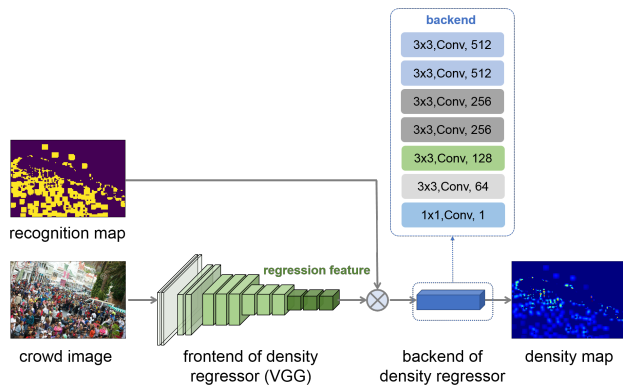 backend
3x3,Conv, 512
3x3,Conv, 512
3x3,Conv, 256
3x3,Conv, 256
3x3,Conv, 128
3x3,Conv, 64
1x1,Conv, 1
recognition map
regression feature
crowd image
frontend of density
regressor (VGG)
backend of
density regressor
density map